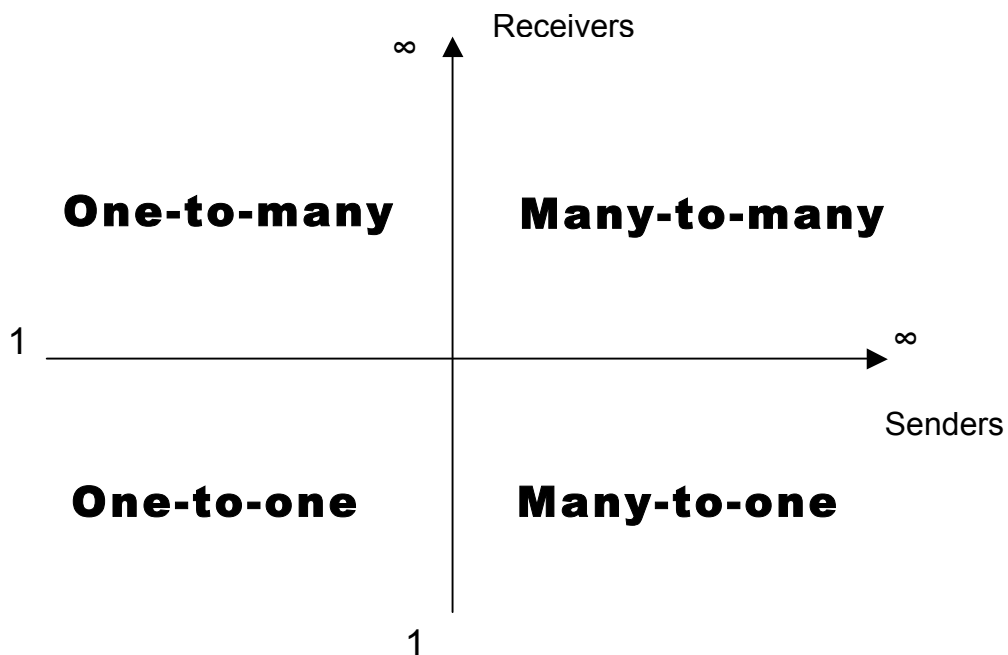 Receivers
∞
One-to-many
Many-to-many
1
∞
Senders
One-to-one
Many-to-one
1